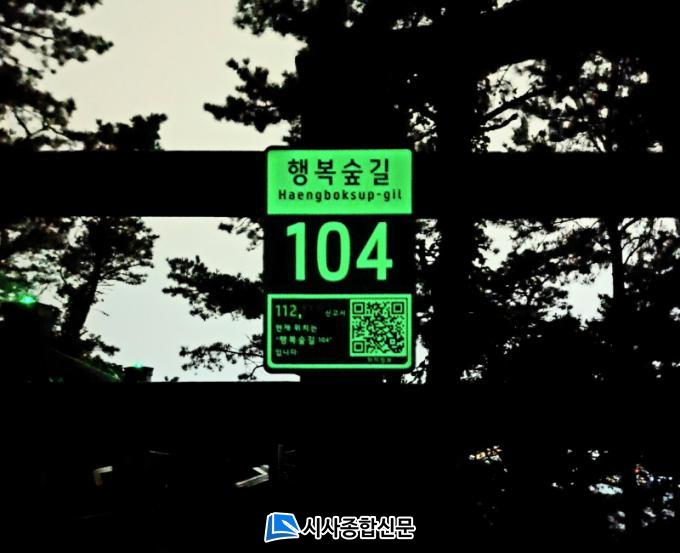 행복숲길
Haengboksup-gil
104
112, 신고시
현재 위치는
"행복숲길 104"
입니다
시사종합신문